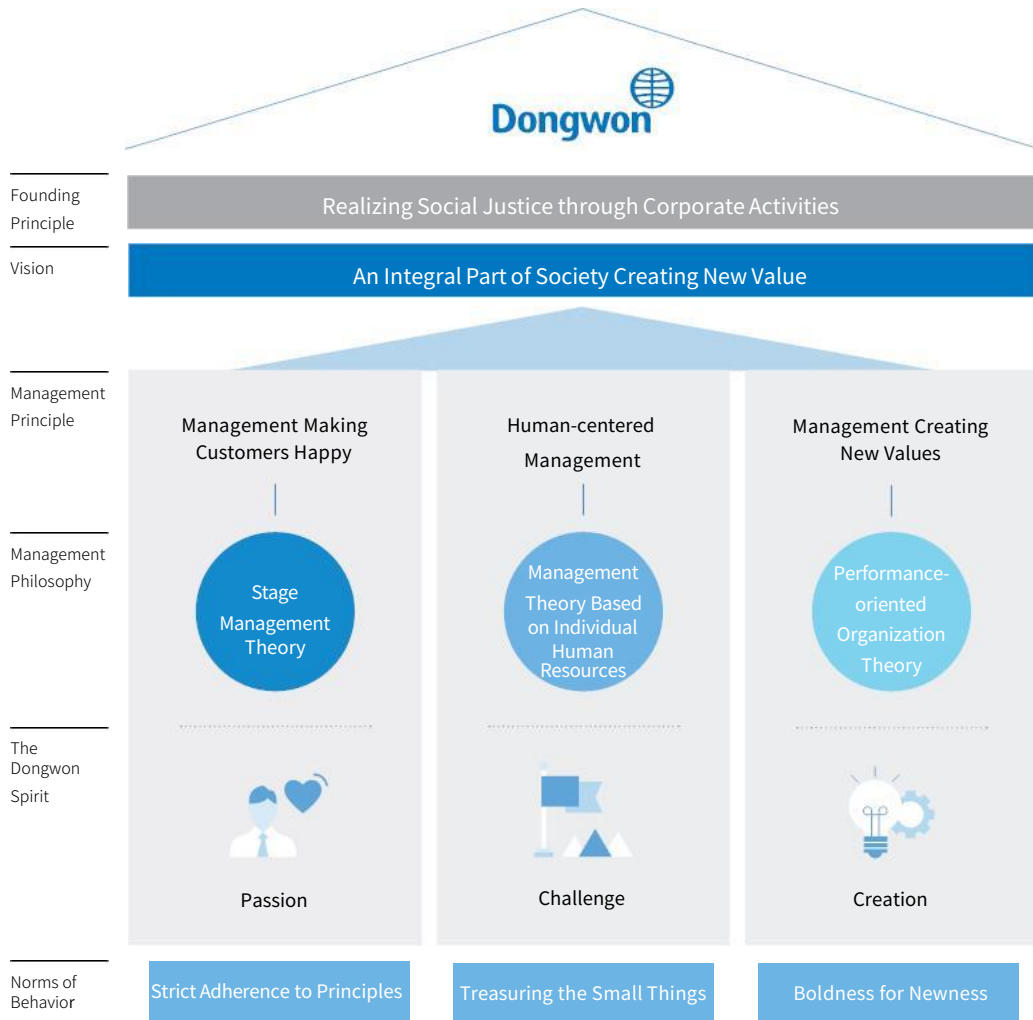 Dongwon
Founding
Principle
Realizing Social Justice through Corporate Activities
Vision
An Integral Part of Society Creating New Value
Management
Principle
Management Making
Customers Happy
Human-centered
Management
Management Creating
New Values
Management
Philosophy
Stage
Management
Theory
Management
Theory Based
on Individual
Human
Resources
Performance-
oriented
Organization
Theory
The
Dongwon
Spirit
Passion
Challenge
Creation
Norms of
Behavior
Strict Adherence to Principles
Treasuring the Small Things
Boldness for Newness